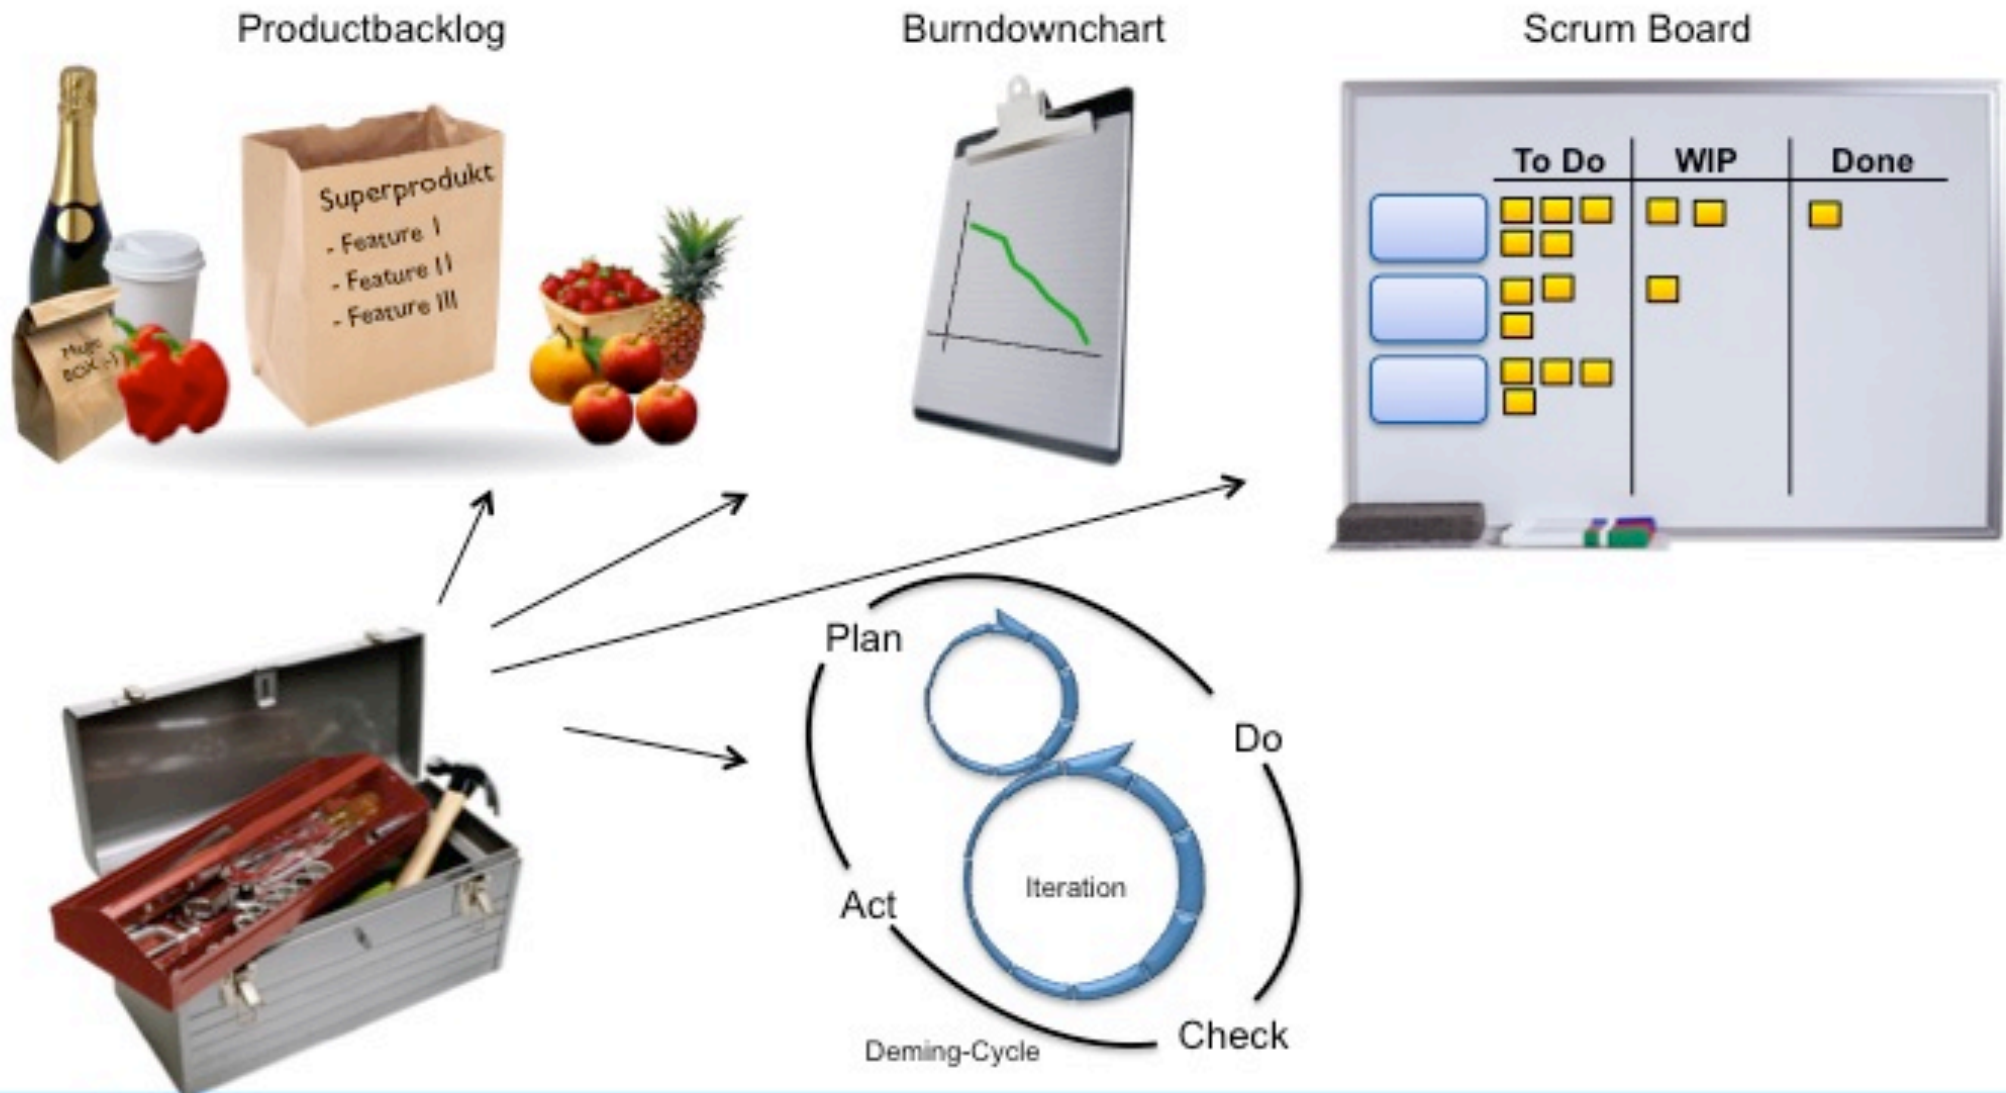 Productbacklog
Burndownchart
Scrum Board
Superprodukt
- Feature I
- Feature II
- Feature III
BOX :-)
To Do
WIP
Done
Plan
Do
Iteration
Act
Check
Deming-Cycle